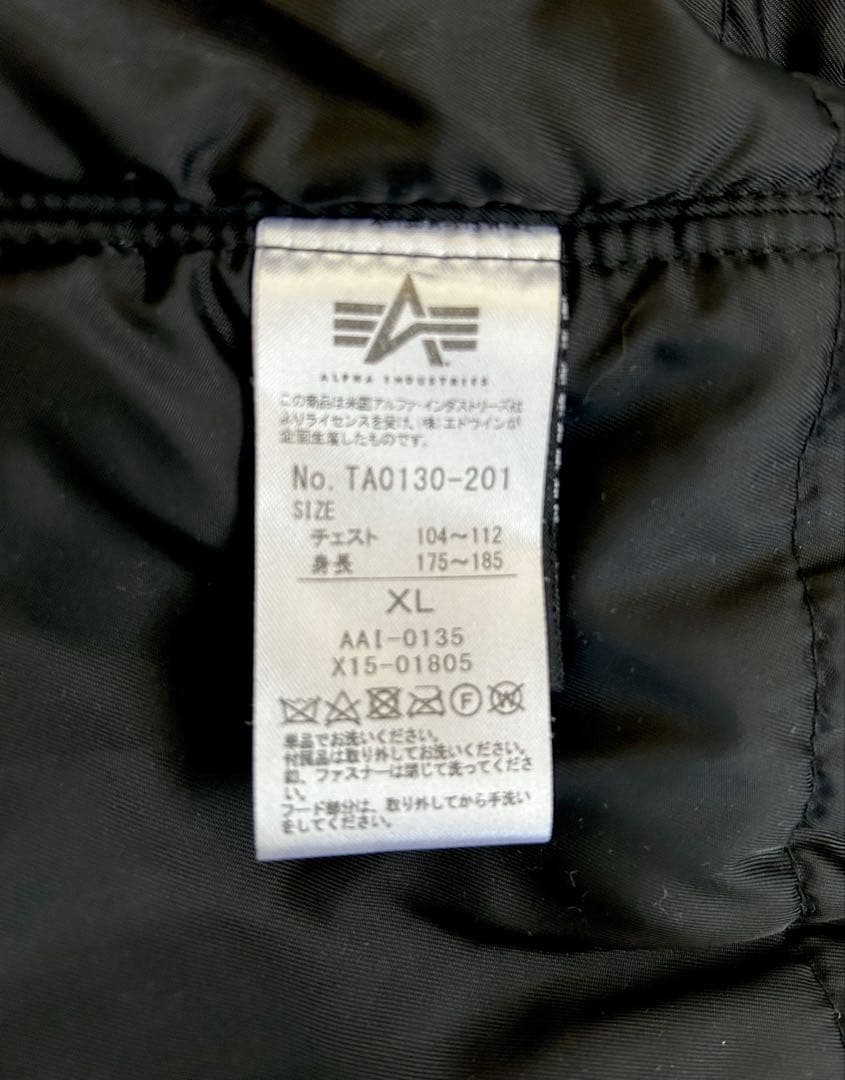 ALPHA INDUSTRIES
この商品は米国アルファ・インダストリーズ社
よりライセンスを受け、(株)エドウインが
企画生産したものです。
No. TA0130-201
SIZE
チェスト 104～112
身長 175～185
XL
AAI-0135
X15-01805
F W
単品でお洗いください。
付属品は取り外してお洗いください。
釦、ファスナーは閉じて洗ってくださ
い。
フード部分は、取り外してから手洗い
をしてください。